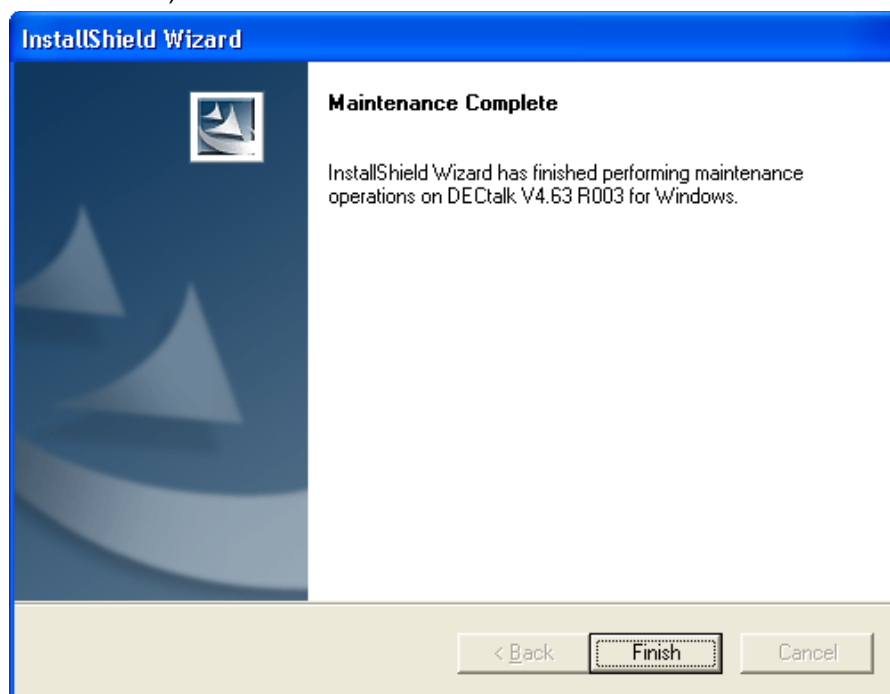 InstallShield Wizard
Maintenance Complete
InstallShield Wizard has finished performing maintenance
operations on DECtalk V4.63 R003 for Windows.
< Back
Finish
Cancel